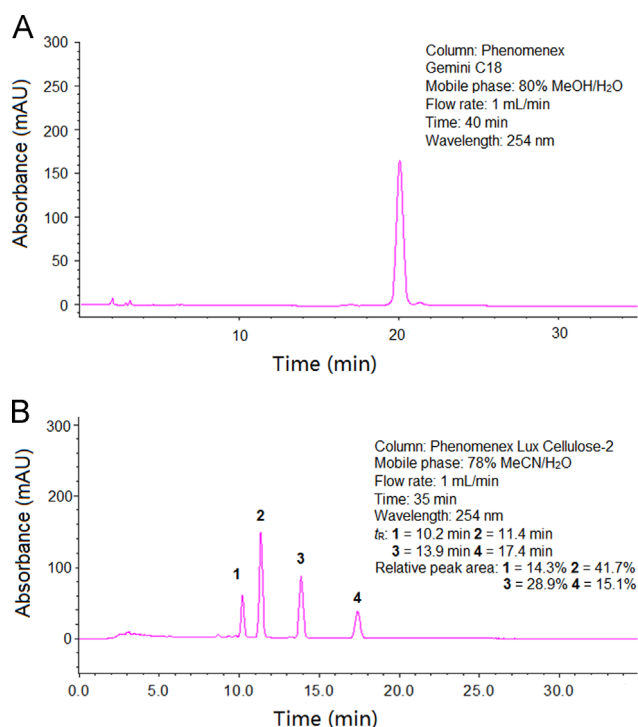 A
300
250
200
150
100
50
0
Absorbance (mAU)
Column: Phenomenex
Gemini C18
Mobile phase: 80% MeOH/H₂O
Flow rate: 1 mL/min
Time: 40 min
Wavelength: 254 nm
10 20 30
Time (min)
B
300
200
100
0
Absorbance (mAU)
Column: Phenomenex Lux Cellulose-2
Mobile phase: 78% MeCN/H₂O
Flow rate: 1 mL/min
Time: 35 min
Wavelength: 254 nm
tR: 1 = 10.2 min 2 = 11.4 min
3 = 13.9 min 4 = 17.4 min
Relative peak area: 1 = 14.3% 2 = 41.7%
3 = 28.9% 4 = 15.1%
1
2
3
4
0.0 5.0 10.0 15.0 20.0 25.0 30.0
Time (min)